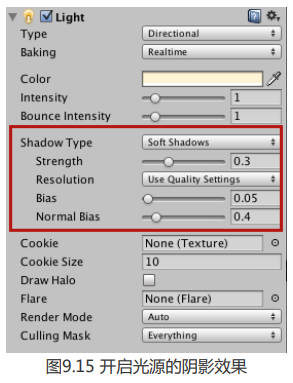 Light
Type Directional
Baking Realtime
Color
Intensity 1
Bounce Intensity 1
Shadow Type Soft Shadows
Strength 0.3
Resolution Use Quality Settings
Bias 0.05
Normal Bias 0.4
Cookie None (Texture)
Cookie Size 10
Draw Halo
Flare None (Flare)
Render Mode Auto
Culling Mask Everything
图9.15 开启光源的阴影效果